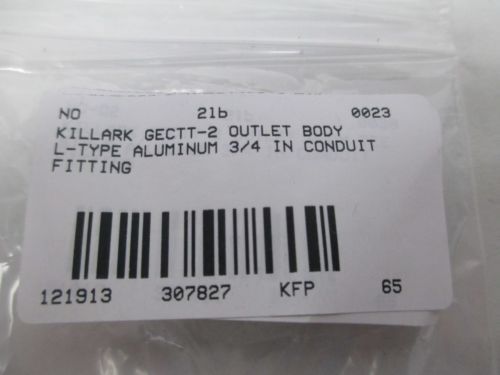 NO 21b 0023
KILLARK GECTT-2 OUTLET BODY
L-TYPE ALUMINUM 3/4 IN CONDUIT
FITTING
121913 307827 KFP 65